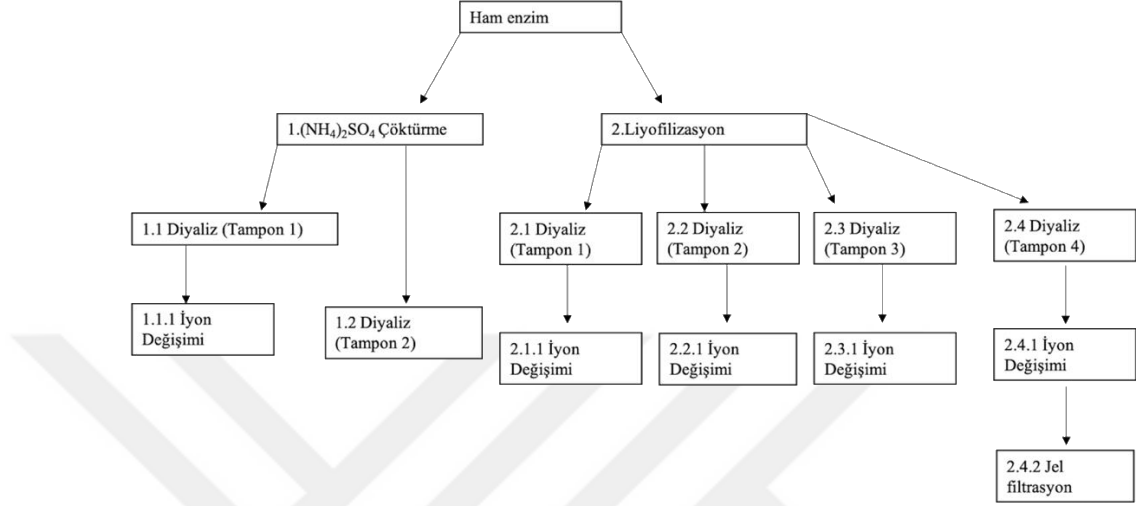 Ham enzim
1.(NH₄)₂SO₄ Çöktürme
2.Liyofilizasyon
1.1 Diyaliz (Tampon 1)
2.1 Diyaliz
(Tampon 1)
2.2 Diyaliz
(Tampon 2)
2.3 Diyaliz
(Tampon 3)
2.4 Diyaliz
(Tampon 4)
1.1.1 İyon
Değişimi
1.2 Diyaliz
(Tampon 2)
2.1.1 İyon
Değişimi
2.2.1 İyon
Değişimi
2.3.1 İyon
Değişimi
2.4.1 İyon
Değişimi
2.4.2 Jel
filtrasyon